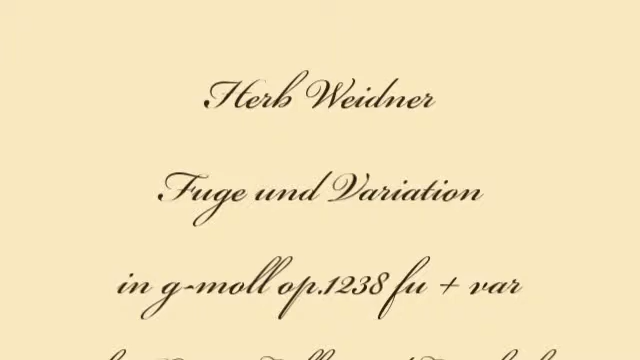 Herb Weidner
Fuge und Variation
in g-moll op.1238 fu + var